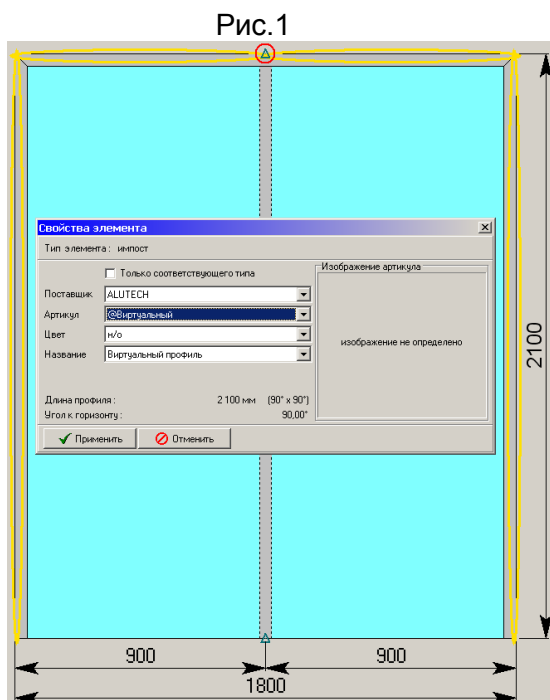 Рис.1
Свойства элемента
Тип элемента: импост
Только соответствующего типа
Поставщик ALUTECH
Артикул @Виртуальный
Цвет н/о
Название Виртуальный профиль
Изображение артикула
изображение не определено
Длина профиля: 2 100 мм (90° x 90°)
Угол к горизонту: 90,00°
Применить Отменить
2100
900 900
1800